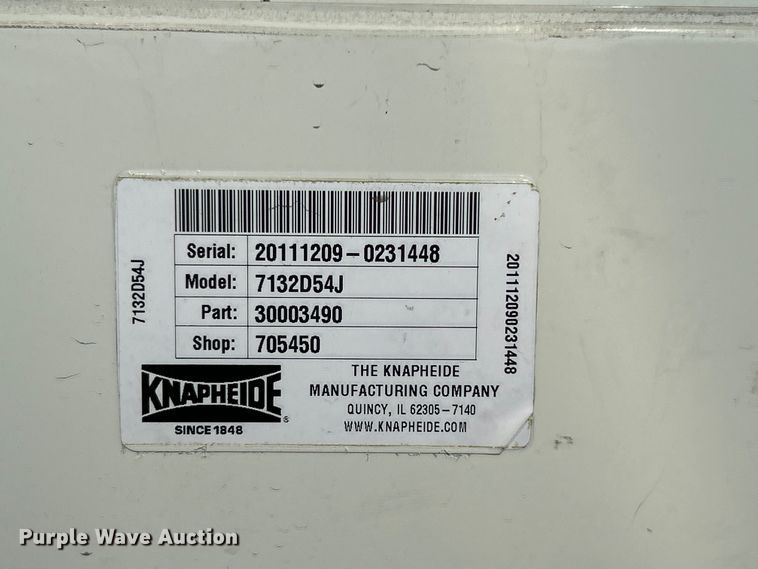 Serial: 20111209-0231448
Model: 7132D54J
Part: 30003490
Shop: 705450
7132D54J
201112090231448
KNAPHEIDE®
SINCE 1848
THE KNAPHEIDE
MANUFACTURING COMPANY
QUINCY, IL 62305-7140
WWW.KNAPHEIDE.COM
Purple Wave Auction